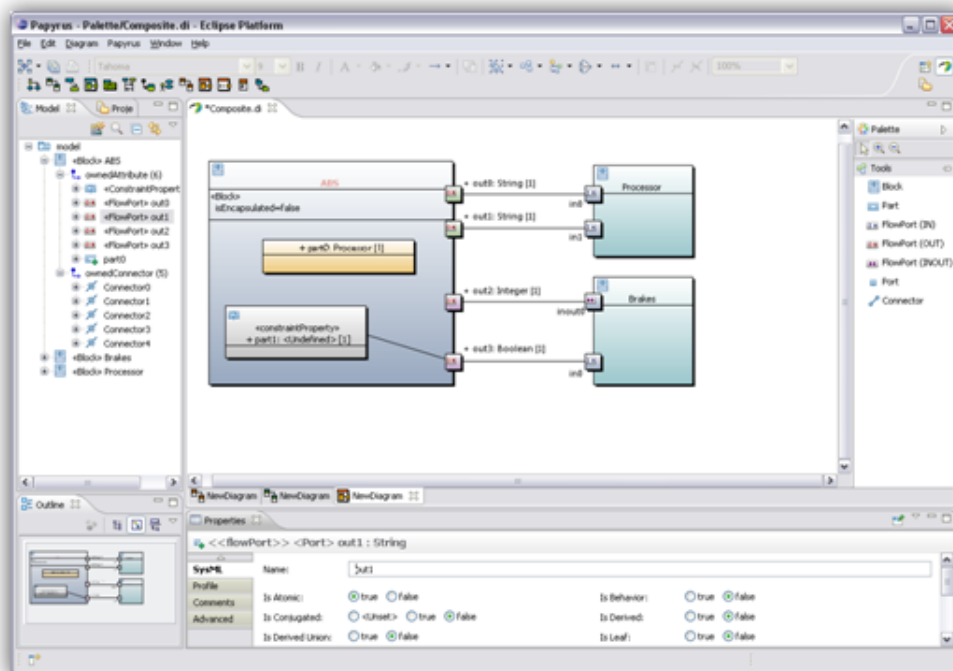 Papyrus - Palette/Composite.di - Eclipse Platform
File Edit Diagram Papyrus Window Help
Tahoma 9 B I A 100%
Model Proje
*Composite.di
Palette
model
«Block» ABS
ownedAttribute (6)
«ConstraintPropert
«FlowPort» out0
«FlowPort» out1
«FlowPort» out2
«FlowPort» out3
part0
ownedConnector (5)
Connector0
Connector1
Connector2
Connector3
Connector4
«Block» Brakes
«Block» Processor
ABS
«Block»
isEncapsulated=false
+ part0: Processor [1]
«constraintProperty»
+ part1: <Undefined> [1]
+ out0: String [1]
in0
+ out1: String [1]
in1
+ out2: Integer [1]
inout0
+ out3: Boolean [1]
in0
Processor
Brakes
Tools
Block
Part
FlowPort (IN)
FlowPort (OUT)
FlowPort (INOUT)
Port
Connector
NewDiagram NewDiagram NewDiagram
Outline
Properties
<<flowPort>> <Port> out1 : String
SysML
Profile
Comments
Advanced
Name: out1
Is Atomic: true false Is Behavior: true false
Is Conjugated: <Unset> true false Is Derived: true false
Is Derived Union: true false Is Leaf: true false